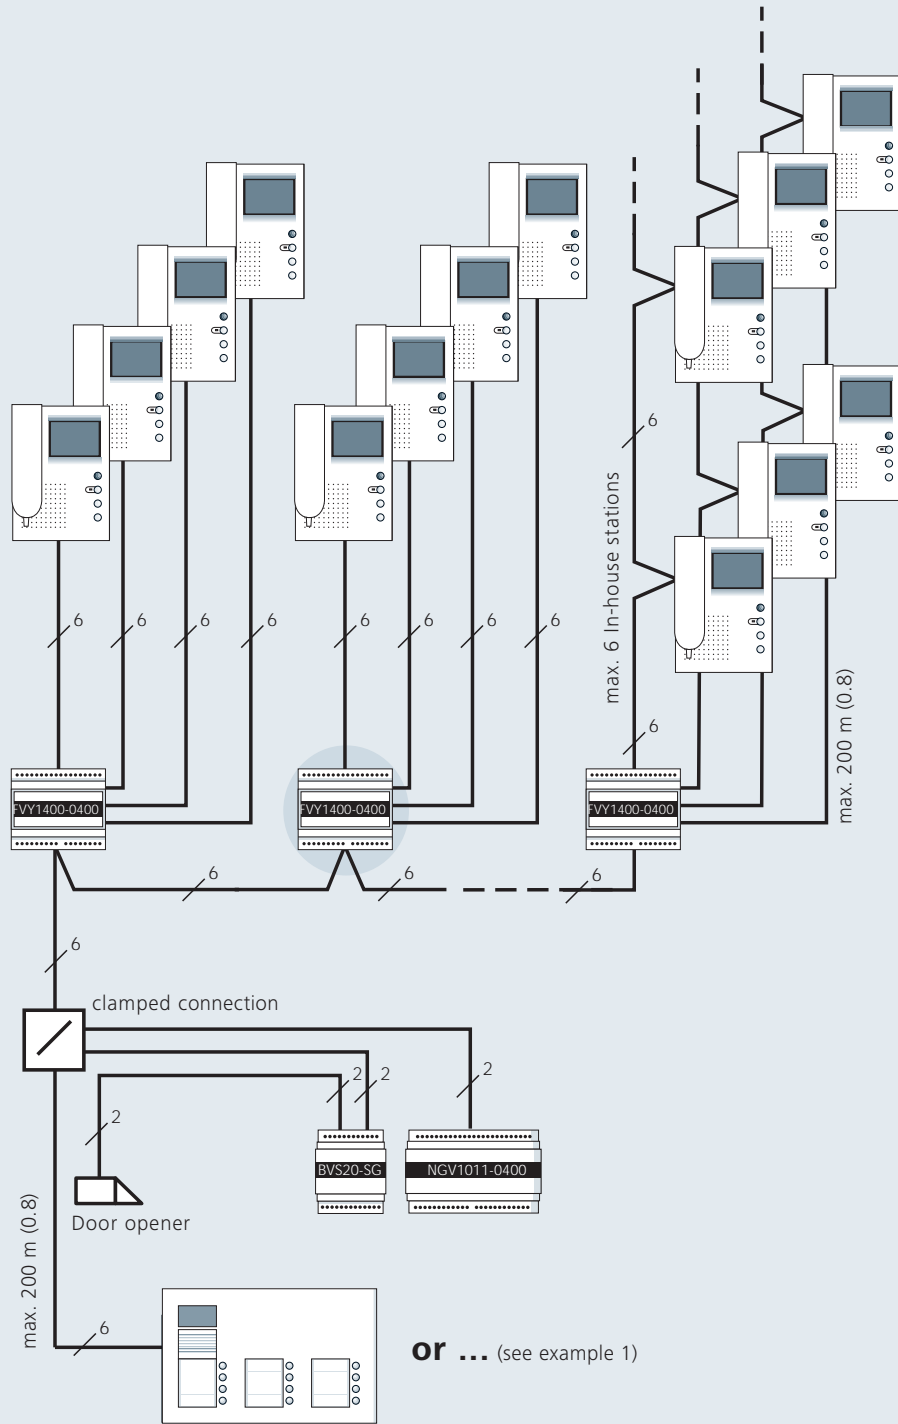 6
max. 6 In-house stations
6 6 6 6 6 6 6 6
6
max. 200 m (0.8)
FVY1400-0400
FVY1400-0400
FVY1400-0400
6 6 6
6
clamped connection
2 2 2
2
BVS20-SG
NGV1011-0400
Door opener
max. 200 m (0.8)
6
or ... (see example 1)